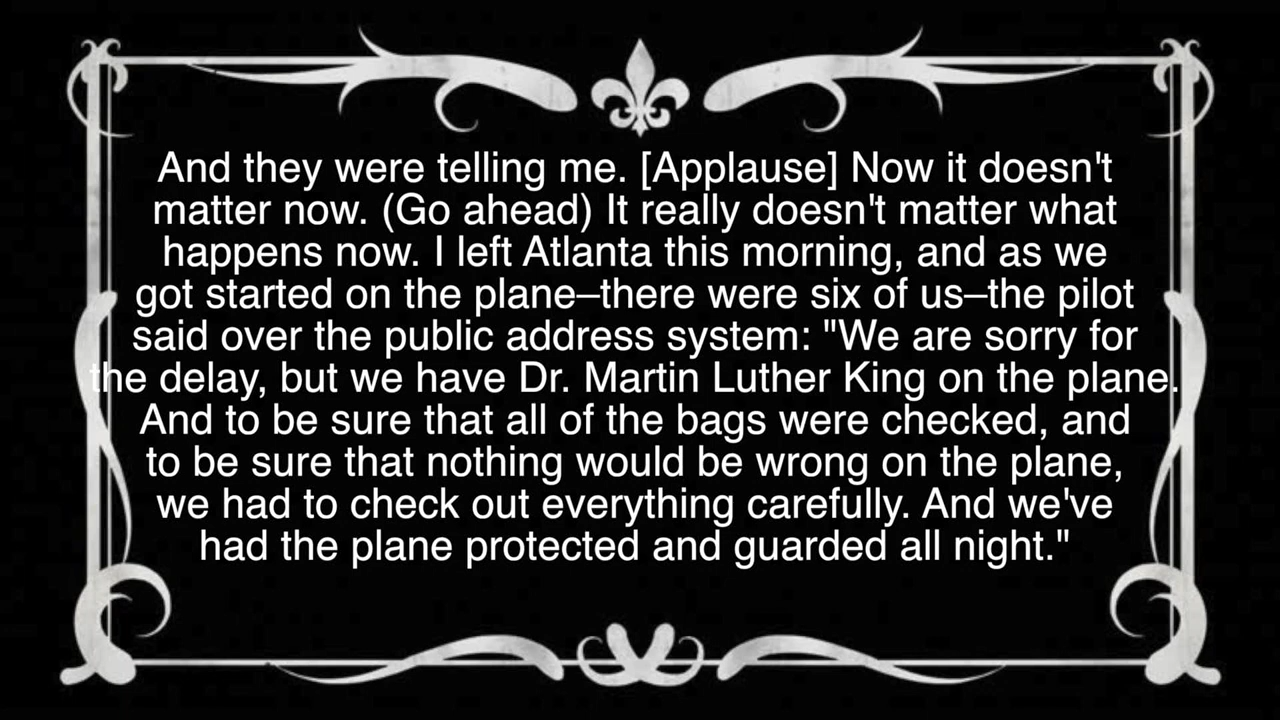 And they were telling me. [Applause] Now it doesn't
matter now. (Go ahead) It really doesn't matter what
happens now. I left Atlanta this morning, and as we
got started on the plane–there were six of us–the pilot
said over the public address system: "We are sorry for
the delay, but we have Dr. Martin Luther King on the plane.
And to be sure that all of the bags were checked, and
to be sure that nothing would be wrong on the plane,
we had to check out everything carefully. And we've
had the plane protected and guarded all night."